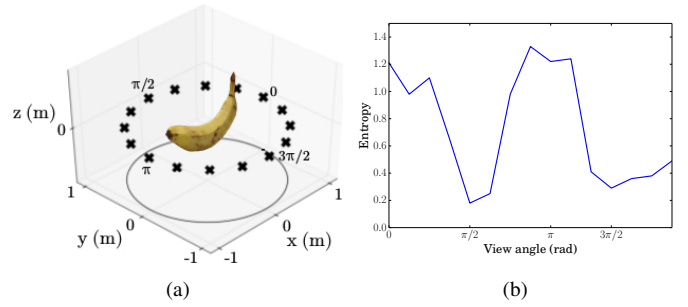 π/2
0
z (m)
0
π
3π/2
1
1
0
0
y (m)
x (m)
-1
-1
(a)
1.4
1.2
1.0
0.8
0.6
0.4
0.2
0.0
Entropy
0
π/2
π
3π/2
View angle (rad)
(b)